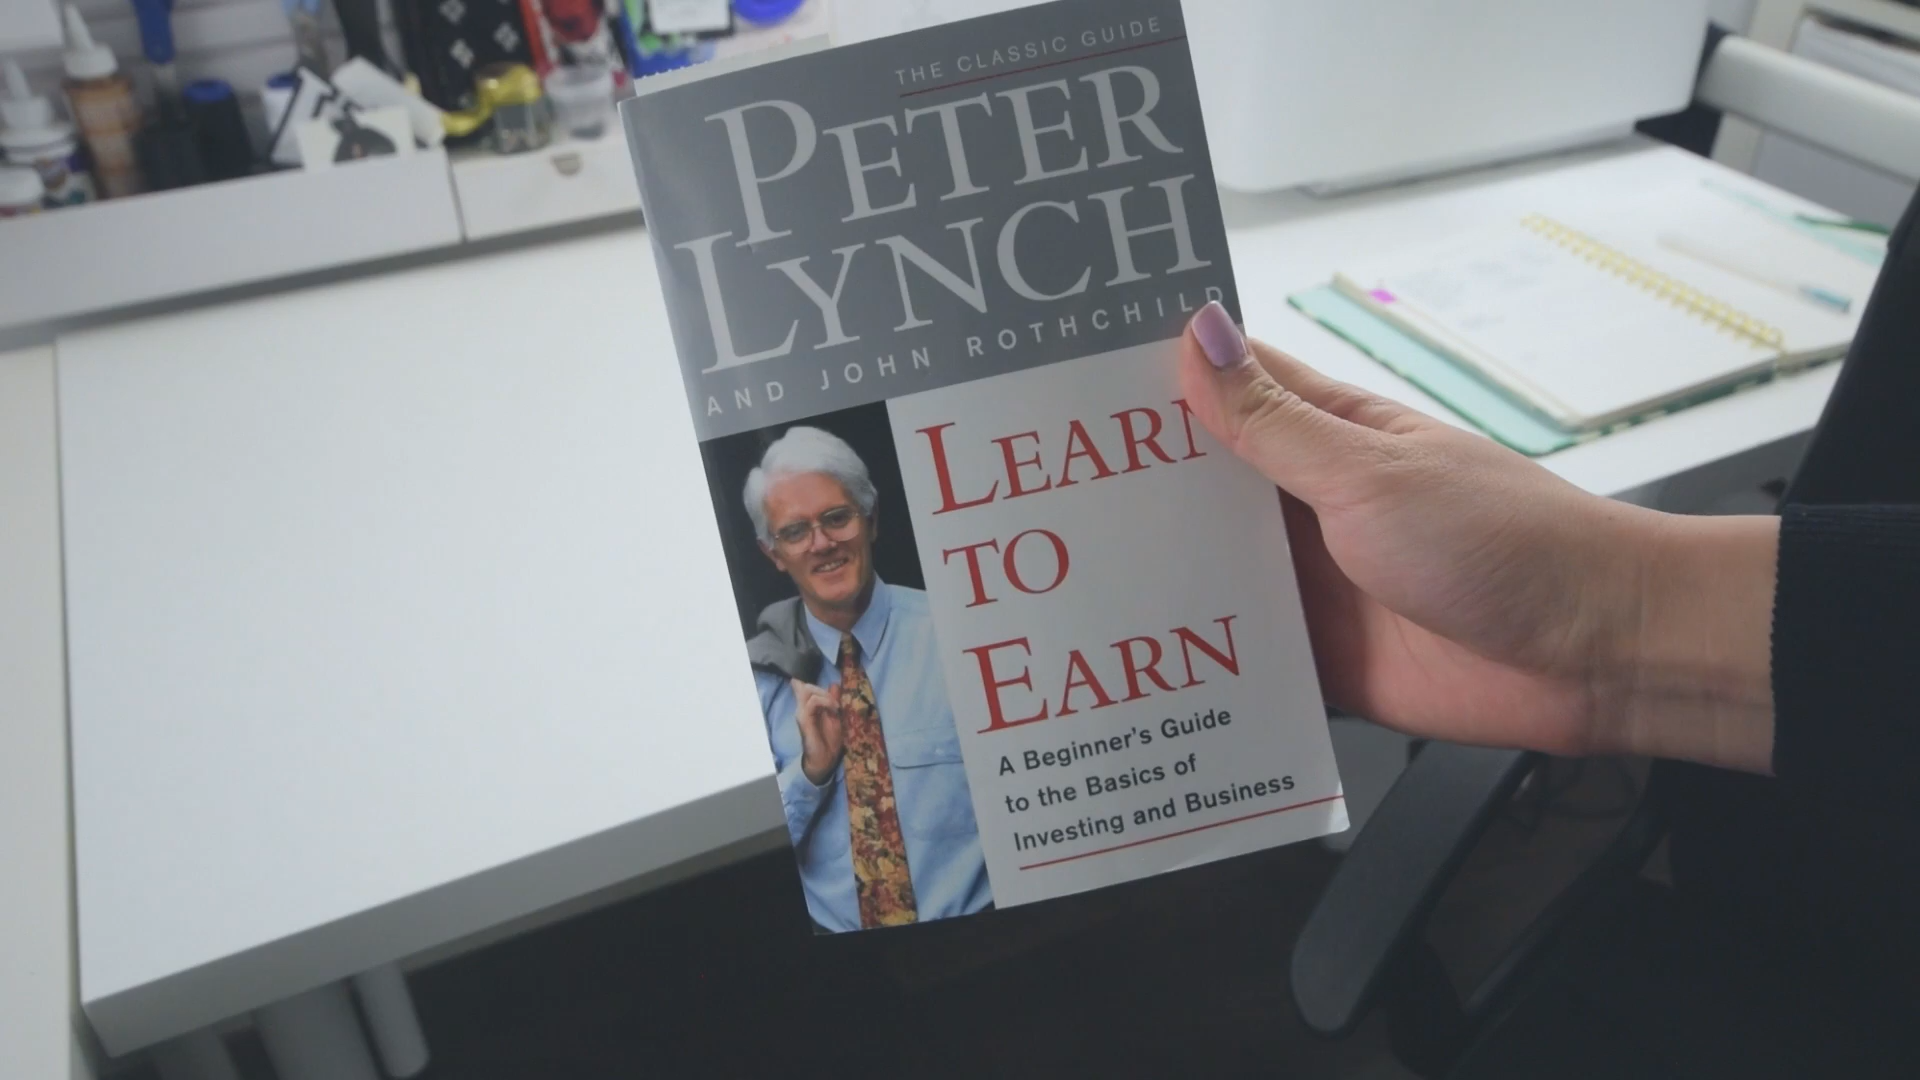 THE CLASSIC GUIDE
PETER
LYNCH
AND JOHN ROTHCHILD
LEARN
TO
EARN
A Beginner's Guide
to the Basics of
Investing and Business